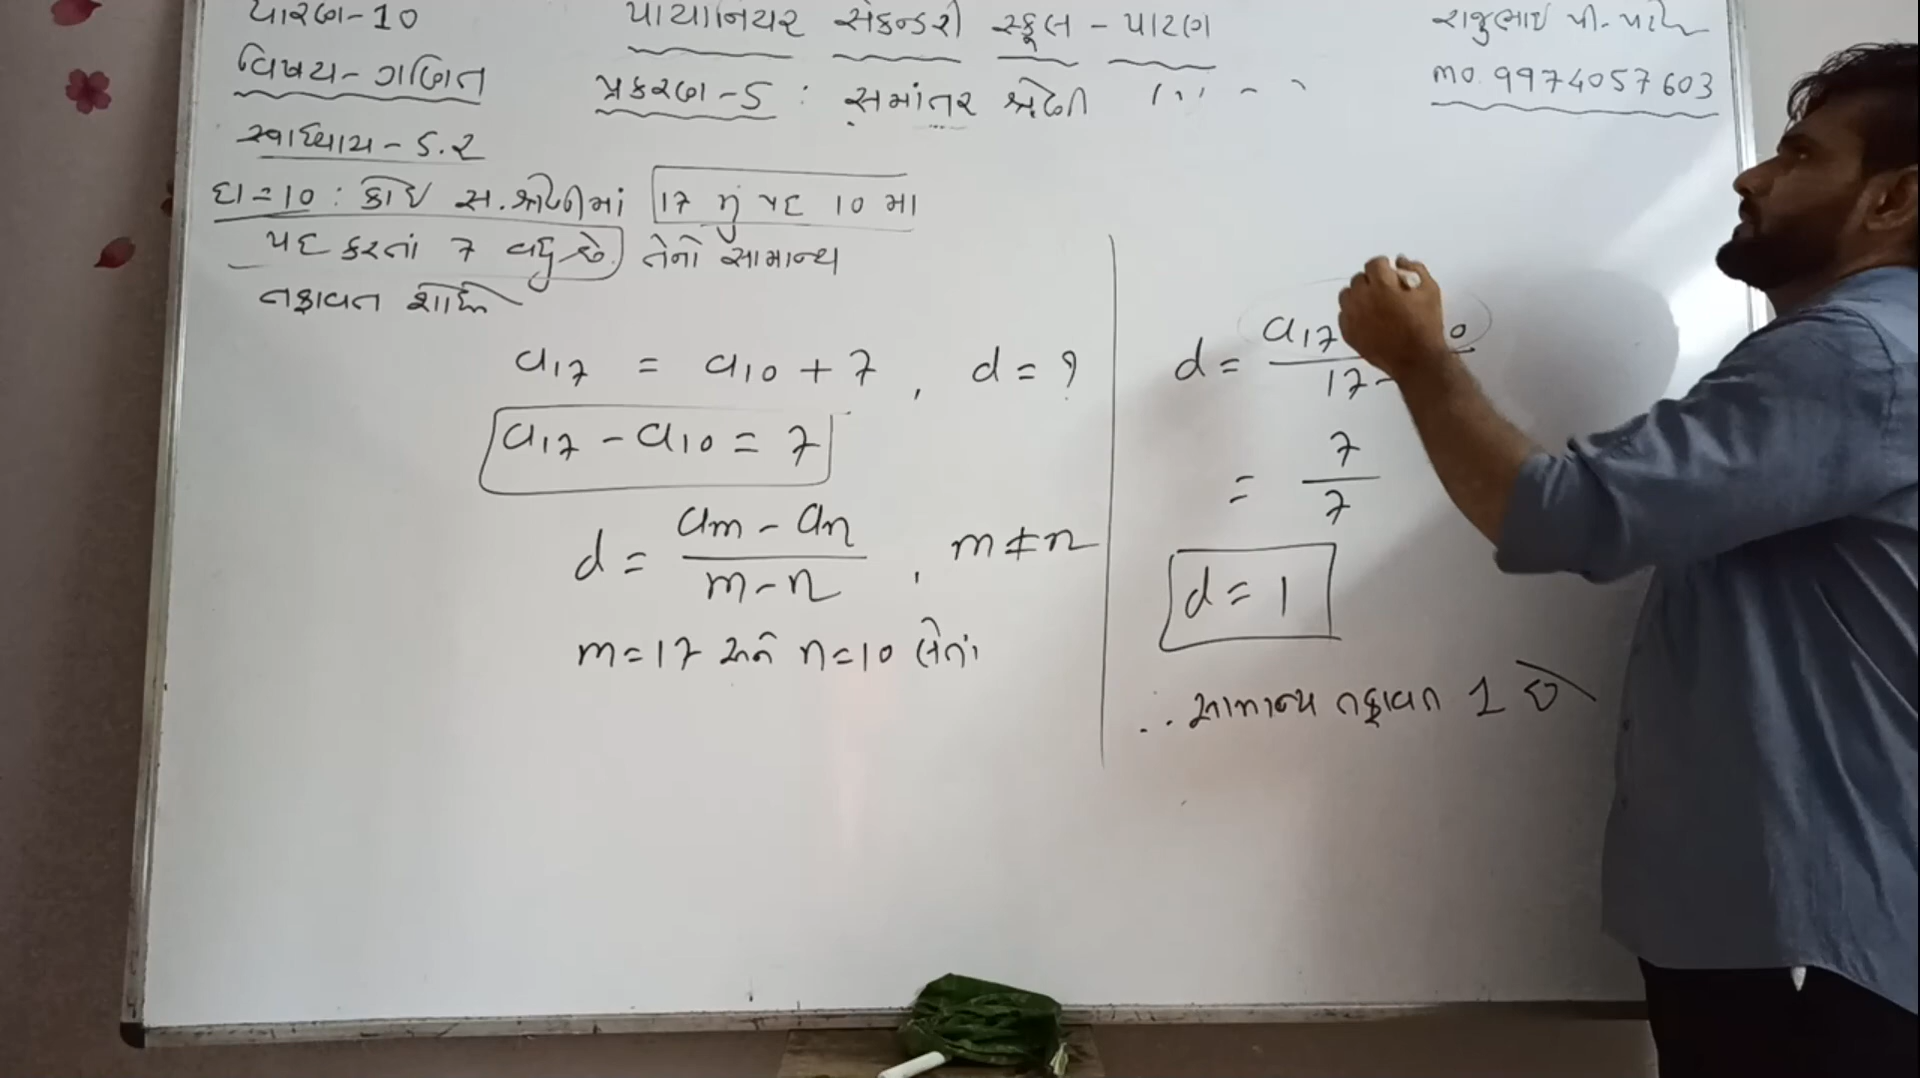 ધોરણ-10
પાયોનિયર સેકન્ડરી સ્કૂલ - પાટણ
રાજુભાઇ પી. પટેલ
વિષય- ગણિત
પ્રકરણ-5 : સમાંતર શ્રેણી
mo. 9974057603
સ્વાધ્યાય-5.2
દા=10 : કોઇ સ.શ્રેણીમાં 17 મું પદ 10 મા
પદ કરતાં 7 વધુ છે. તેનો સામાન્ય
તફાવત શોધો
a17 = a10 + 7 , d = ?
a17 - a10 = 7
d = am - an / m - n , m ≠ n
m=17 અને n=10 લેતાં
d = a17
17-
= 7/7
d = 1
∴ સામાન્ય તફાવત 1 છે